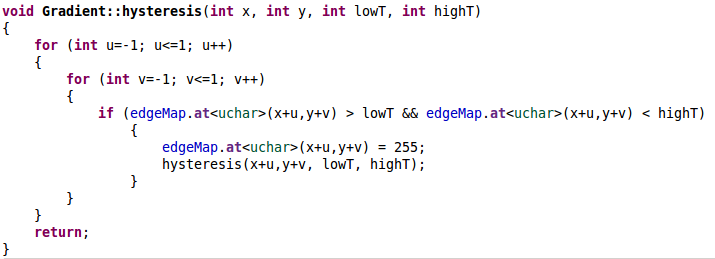 void Gradient::hysteresis(int x, int y, int lowT, int highT)
{
    for (int u=-1; u<=1; u++)
    {
        for (int v=-1; v<=1; v++)
        {
            if (edgeMap.at<uchar>(x+u,y+v) > lowT && edgeMap.at<uchar>(x+u,y+v) < highT)
                {
                    edgeMap.at<uchar>(x+u,y+v) = 255;
                    hysteresis(x+u,y+v, lowT, highT);
                }
        }
    }
    return;
}